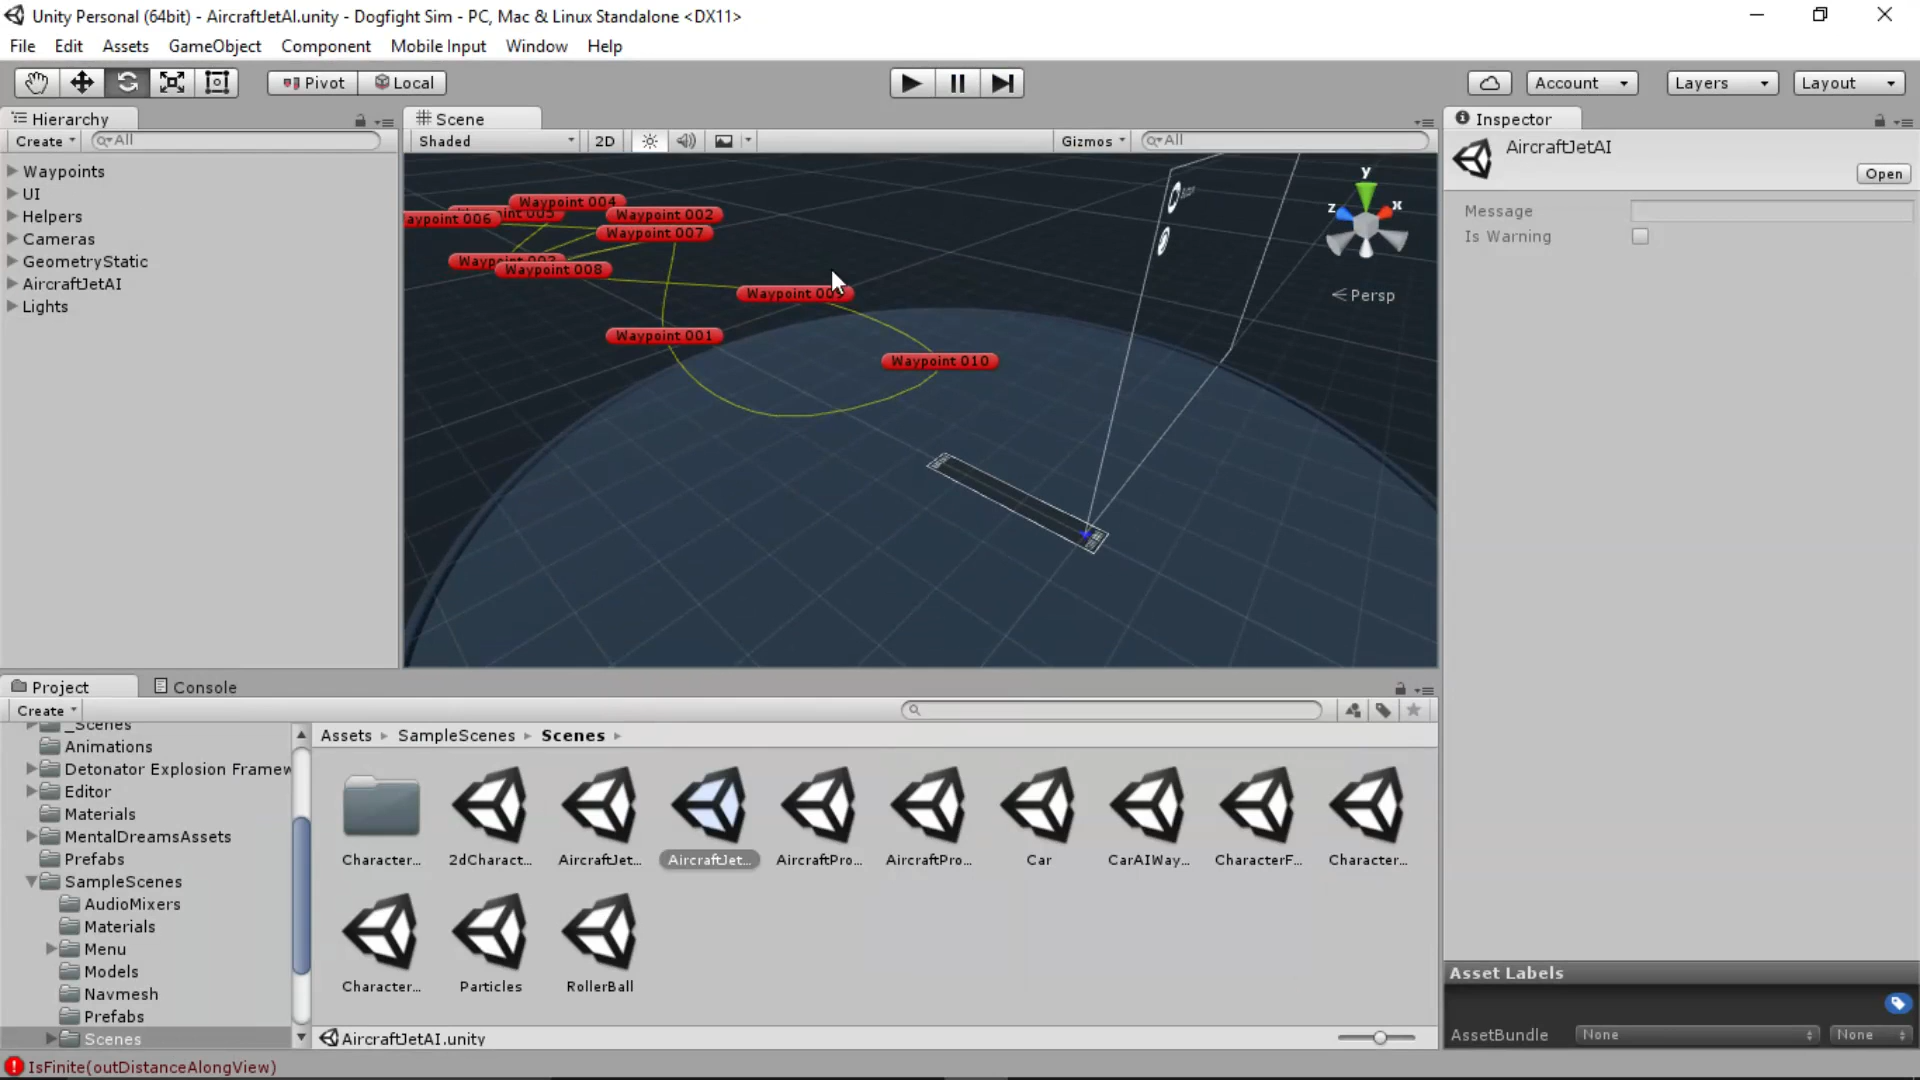 Unity Personal (64bit) - AircraftJetAI.unity - Dogfight Sim - PC, Mac & Linux Standalone <DX11>
File Edit Assets GameObject Component Mobile Input Window Help
Pivot Local Account Layers Layout
Hierarchy
Create All
Waypoints
UI
Helpers
Cameras
GeometryStatic
AircraftJetAI
Lights
Scene
Shaded 2D Gizmos All
Waypoint 004
Waypoint 002
aypoint 006
Waypoint 007
Waypoint 008
Waypoint 001
Waypoint 010
y
z x
Persp
Inspector
AircraftJetAI
Open
Message
Is Warning
Project Console
Create
_Scenes
Animations
Detonator Explosion Framew
Editor
Materials
MentalDreamsAssets
Prefabs
SampleScenes
AudioMixers
Materials
Menu
Models
Navmesh
Prefabs
Scenes
Assets SampleScenes Scenes
Character... 2dCharact... AircraftJet... AircraftJet... AircraftPro... AircraftPro... Car CarAIWay... CharacterF... Character...
Character... Particles RollerBall
AircraftJetAI.unity
Asset Labels
AssetBundle None None
IsFinite(outDistanceAlongView)